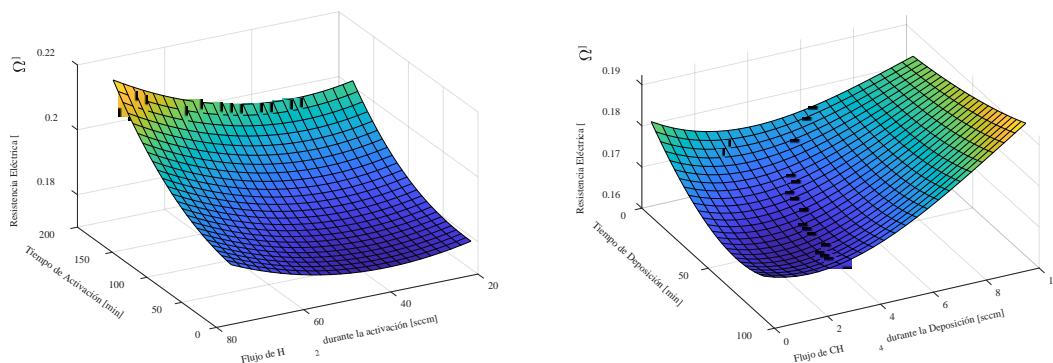 0.22
0.2
0.18
Resistencia Eléctrica [
Ω]
200
150
100
50
0
Tiempo de Activación [min]
80
60
40
20
Flujo de H
2
durante la activación [sccm]
0.19
0.18
0.17
0.16
Resistencia Eléctrica [
Ω]
0
50
100
Tiempo de Deposición [min]
0
2
4
6
8
1
Flujo de CH
4
durante la Deposición [sccm]